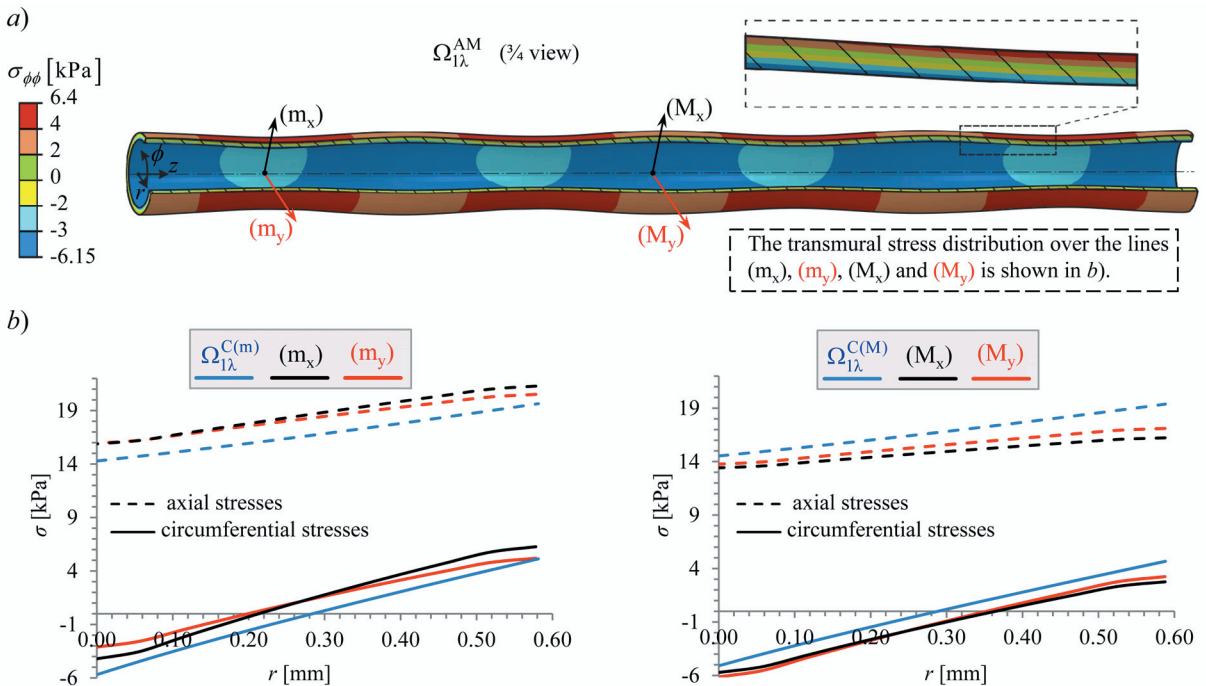 a)
Ω1λ^AM (¾ view)
σϕϕ [kPa]
6.4
4
2
0
-2
-3
-6.15
(mx)
(Mx)
ϕ
z
r
(my)
(My)
The transmural stress distribution over the lines
(mx), (my), (Mx) and (My) is shown in b).
b)
Ω1λ^C(m) (mx) (my)
19
14
9
4
-1
-6
σ [kPa]
axial stresses
circumferential stresses
0.00 0.10 0.20 0.30 0.40 0.50 0.60
r [mm]
Ω1λ^C(M) (Mx) (My)
19
14
9
4
-1
-6
σ [kPa]
axial stresses
circumferential stresses
0.00 0.10 0.20 0.30 0.40 0.50 0.60
r [mm]